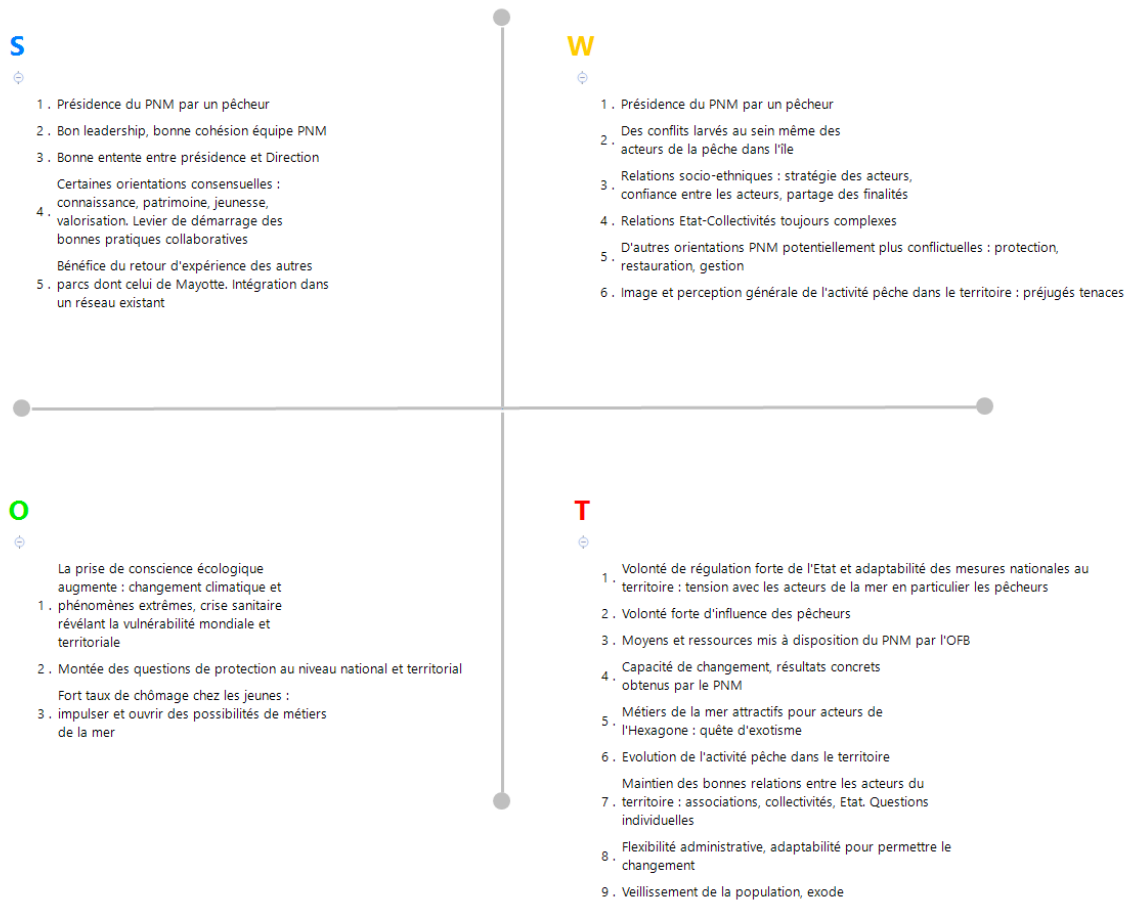 S
1 . Présidence du PNM par un pêcheur
2 . Bon leadership, bonne cohésion équipe PNM
3 . Bonne entente entre présidence et Direction
Certaines orientations consensuelles :
connaissance, patrimoine, jeunesse,
4 . valorisation. Levier de démarrage des
bonnes pratiques collaboratives
Bénéfice du retour d'expérience des autres
5 . parcs dont celui de Mayotte. Intégration dans
un réseau existant
W
1 . Présidence du PNM par un pêcheur
2 . Des conflits larvés au sein même des
acteurs de la pêche dans l'île
3 . Relations socio-ethniques : stratégie des acteurs,
confiance entre les acteurs, partage des finalités
4 . Relations Etat-Collectivités toujours complexes
5 . D'autres orientations PNM potentiellement plus conflictuelles : protection,
restauration, gestion
6 . Image et perception générale de l'activité pêche dans le territoire : préjugés tenaces
O
La prise de conscience écologique
augmente : changement climatique et
1 . phénomènes extrêmes, crise sanitaire
révélant la vulnérabilité mondiale et
territoriale
2 . Montée des questions de protection au niveau national et territorial
Fort taux de chômage chez les jeunes :
3 . impulser et ouvrir des possibilités de métiers
de la mer
T
1 . Volonté de régulation forte de l'Etat et adaptabilité des mesures nationales au
territoire : tension avec les acteurs de la mer en particulier les pêcheurs
2 . Volonté forte d'influence des pêcheurs
3 . Moyens et ressources mis à disposition du PNM par l'OFB
4 . Capacité de changement, résultats concrets
obtenus par le PNM
5 . Métiers de la mer attractifs pour acteurs de
l'Hexagone : quête d'exotisme
6 . Evolution de l'activité pêche dans le territoire
Maintien des bonnes relations entre les acteurs du
7 . territoire : associations, collectivités, Etat. Questions
individuelles
8 . Flexibilité administrative, adaptabilité pour permettre le
changement
9 . Veillissement de la population, exode